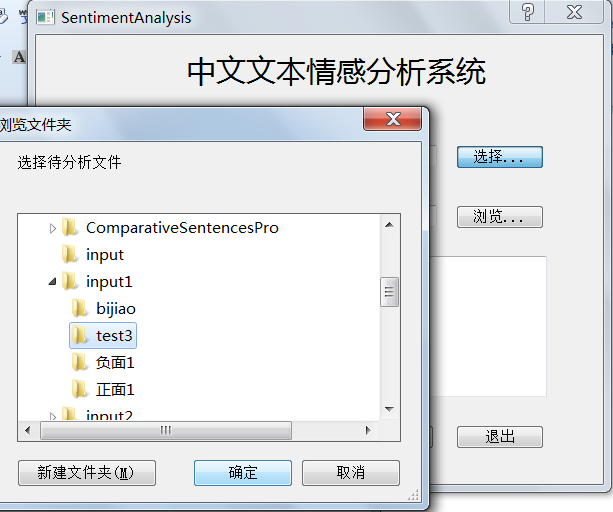 SentimentAnalysis
中文文本情感分析系统
浏览文件夹
选择待分析文件
选择...
浏览...
ComparativeSentencesPro
input
input1
bijiao
test3
负面1
正面1
input2
退出
新建文件夹(M)
确定
取消